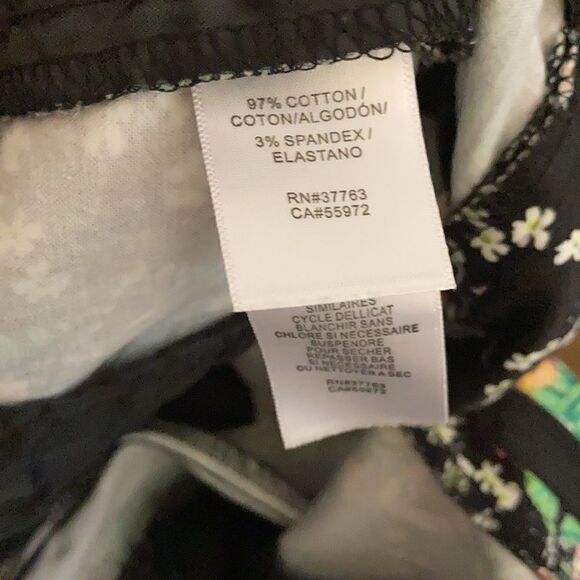 97% COTTON /
COTON/ALGODÓN/
3% SPANDEX /
ELASTANO
RN#37763
CA#55972
SIMILAIRES
CYCLE DELLICAT
BLANCHIR SANS
CHLORE SI NECESSAIRE
SUSPENDRE
POUR SECHER
REPASSER BAS
SI NECESSAIRE
OU NETTOYER A SEC
RN#37763
CA#55972